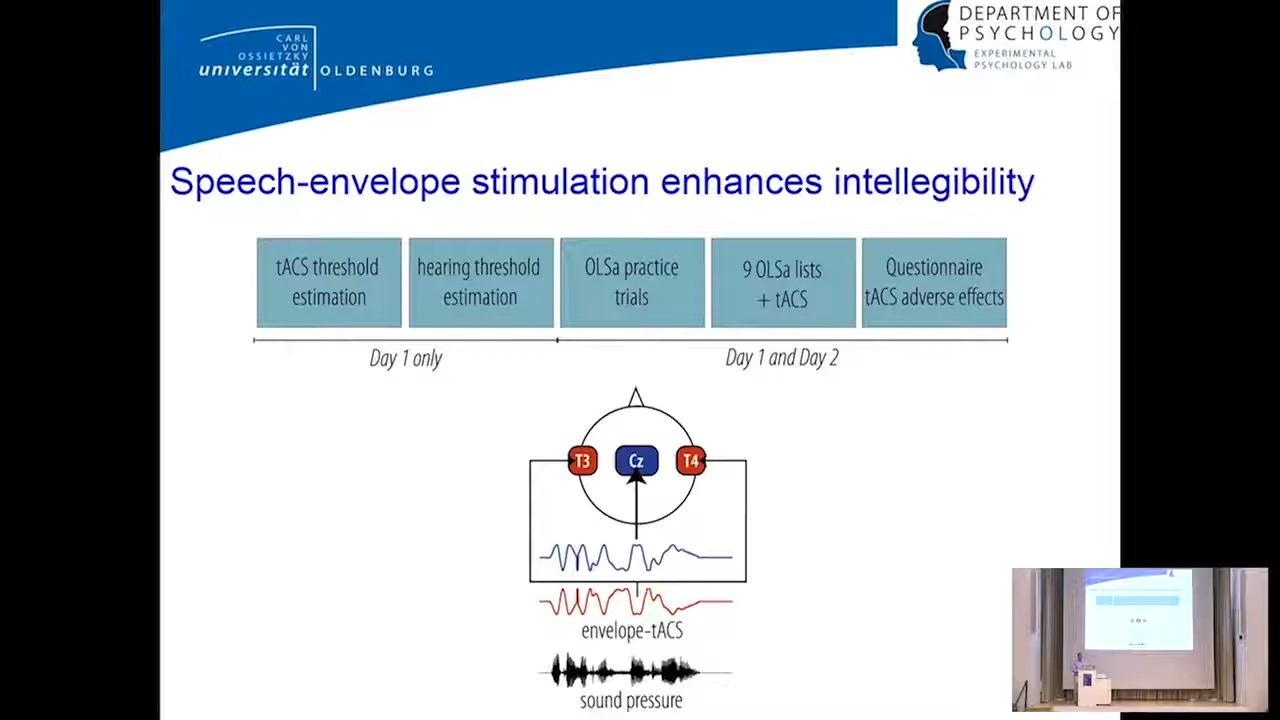 CARL
VON
OSSIETZKY
universität OLDENBURG
DEPARTMENT OF
PSYCHOLOGY
EXPERIMENTAL
PSYCHOLOGY LAB
Speech-envelope stimulation enhances intellegibility
tACS threshold
estimation
hearing threshold
estimation
OLSa practice
trials
9 OLSa lists
+ tACS
Questionnaire
tACS adverse effects
Day 1 only
Day 1 and Day 2
T3
Cz
T4
envelope-tACS
sound pressure